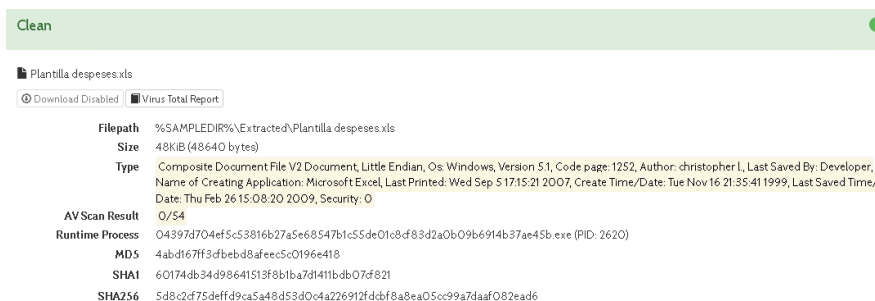 Clean
Plantilla despeses.xls
Download Disabled Virus Total Report
Filepath %SAMPLEDIR%\Extracted\Plantilla despeses.xls
Size 48KiB (48640 bytes)
Type Composite Document File V2 Document, Little Endian, Os: Windows, Version 5.1, Code page: 1252, Author: christopher l., Last Saved By: Developer,
Name of Creating Application: Microsoft Excel, Last Printed: Wed Sep 5 17:15:21 2007, Create Time/Date: Tue Nov 16 21:35:41 1999, Last Saved Time/
Date: Thu Feb 26 15:08:20 2009, Security: 0
AV Scan Result 0/54
Runtime Process 04397d704ef5c53816b27a5e68547b1c55de01c8cf83d2a0b09b6914b37ae45b.exe (PID: 2620)
MD5 4abd167ff3cfbebd8afeec5c0196e418
SHA1 60174db34d98641513f8b1ba7d1411bdb07cf821
SHA256 5d8c2cf75deffd9ca5a48d53d0c4a226912fdcbf8a8ea05cc99a7daaf082ead6